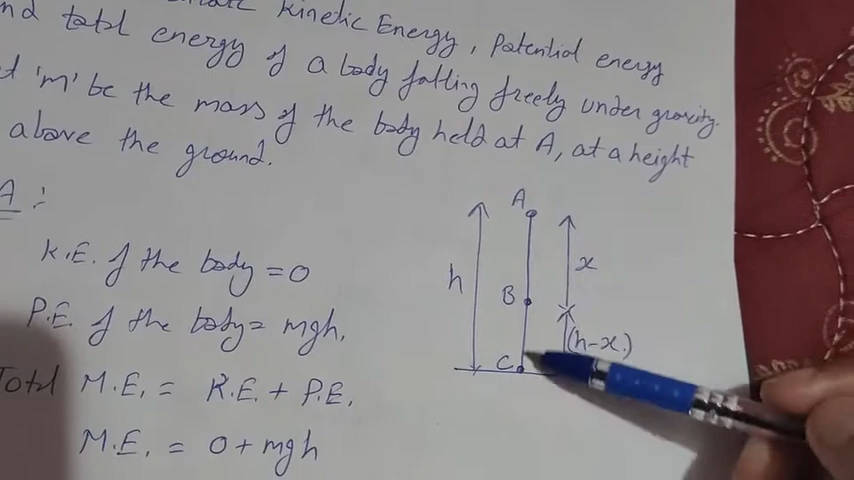 Kinetic Energy, Potential energy
total energy of a body falling freely under gravity.
'm' be the mass of the body held at A, at a height
above the ground.
A :-
K.E. of the body = 0
P.E. of the body = mgh.
Total M.E. = K.E. + P.E.
M.E. = 0 + mgh
A
h
x
B
(h-x)
C